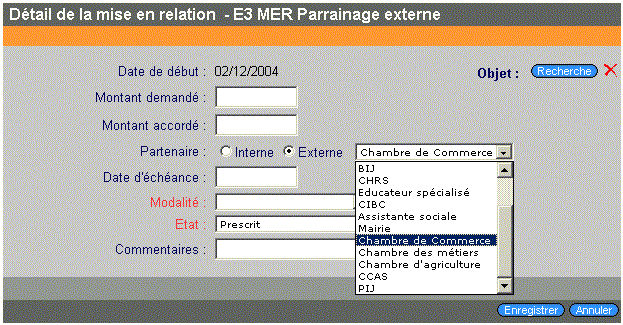 Détail de la mise en relation - E3 MER Parrainage externe
Date de début : 02/12/2004 Objet : Recherche
Montant demandé :
Montant accordé :
Partenaire : Interne Externe Chambre de Commerce
BIJ
CHRS
Date d'échéance : Educateur spécialisé
CIBC
Modalité :
Assistante sociale
Etat : Prescrit Mairie
Chambre de Commerce
Commentaires : Chambre des métiers
Chambre d'agriculture
CCAS
PIJ
Enregistrer Annuler